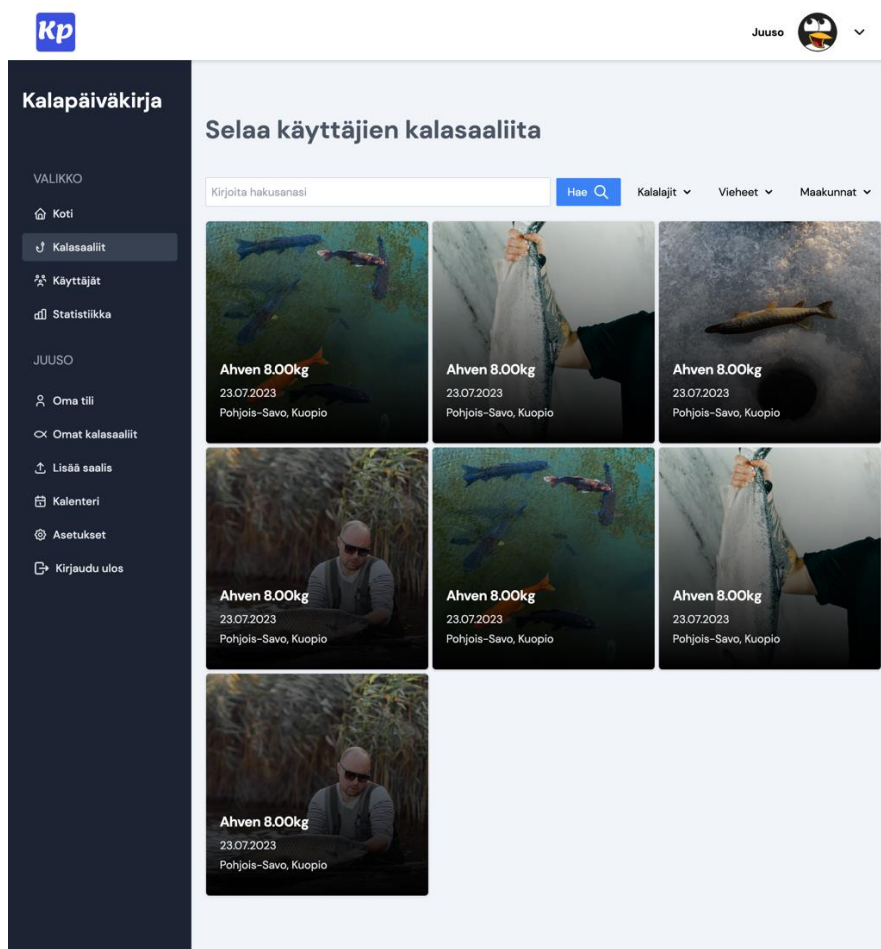 Kp
Juuso
Kalapäiväkirja
VALIKKO
Koti
Kalasaaliit
Käyttäjät
Statistiikka
JUUSO
Oma tili
Omat kalasaaliit
Lisää saalis
Kalenteri
Asetukset
Kirjaudu ulos
Selaa käyttäjien kalasaaliita
Kirjoita hakusanasi
Hae
Kalalajit
Vieheet
Maakunnat
Ahven 8.00kg
23.07.2023
Pohjois-Savo, Kuopio
Ahven 8.00kg
23.07.2023
Pohjois-Savo, Kuopio
Ahven 8.00kg
23.07.2023
Pohjois-Savo, Kuopio
Ahven 8.00kg
23.07.2023
Pohjois-Savo, Kuopio
Ahven 8.00kg
23.07.2023
Pohjois-Savo, Kuopio
Ahven 8.00kg
23.07.2023
Pohjois-Savo, Kuopio
Ahven 8.00kg
23.07.2023
Pohjois-Savo, Kuopio